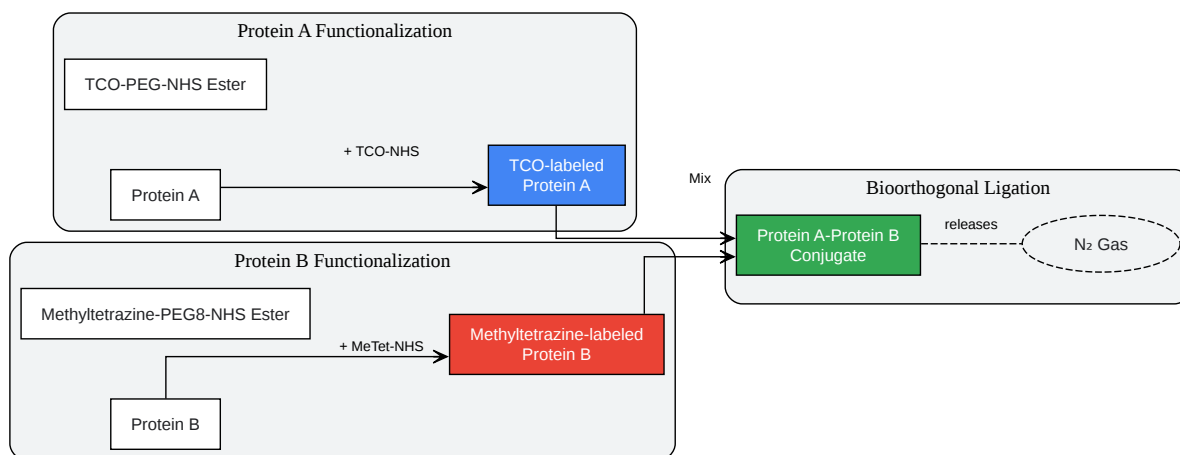 Protein A Functionalization
TCO-PEG-NHS Ester
+ TCO-NHS
Protein A
TCO-labeled
Protein A
Protein B Functionalization
Methyltetrazine-PEG8-NHS Ester
+ MeTet-NHS
Methyltetrazine-labeled
Protein B
Protein B
Mix
Bioorthogonal Ligation
Protein A-Protein B
Conjugate
releases
N₂ Gas